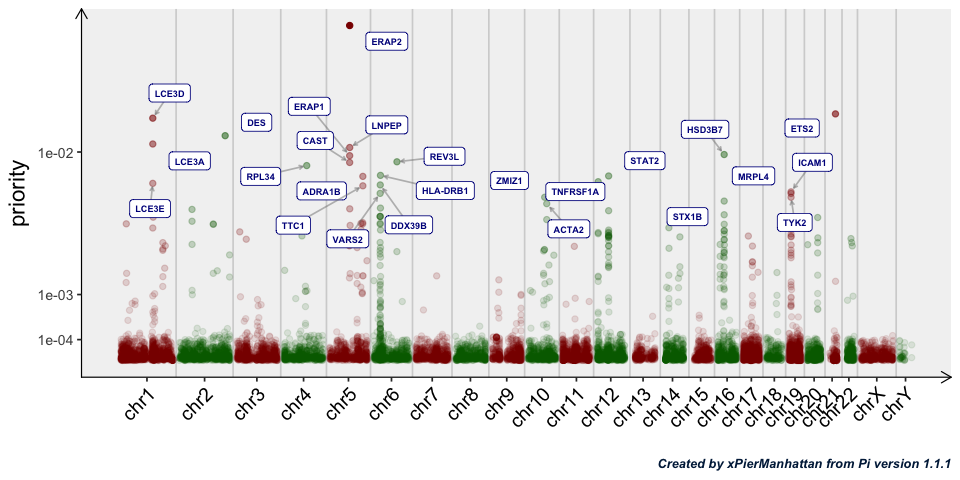 ERAP2
LCE3D
ERAP1
DES
LNPEP
HSD3B7
ETS2
CAST
1e-02
LCE3A
REV3L
STAT2
ICAM1
RPL34
MRPL4
ZMIZ1
ADRA1B
HLA-DRB1
TNFRSF1A
LCE3E
STX1B
TTC1
DDX39B
TYK2
ACTA2
VARS2
priority
1e-03
1e-04
chr1 chr2 chr3 chr4 chr5 chr6 chr7 chr8 chr9 chr10 chr11 chr12 chr13 chr14 chr15 chr16 chr17 chr18 chr19 chr20 chr21 chr22 chrX chrY
Created by xPierManhattan from Pi version 1.1.1